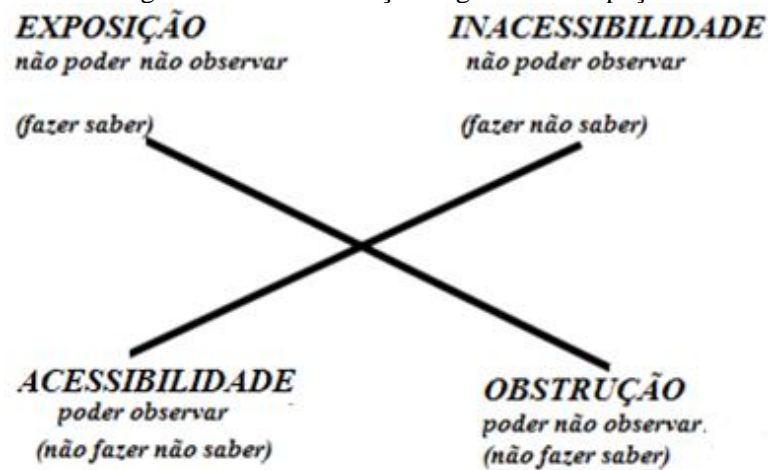 EXPOSIÇÃO
não poder não observar
(fazer saber)
INACESSIBILIDADE
não poder observar
(fazer não saber)
ACESSIBILIDADE
poder observar
(não fazer não saber)
OBSTRUÇÃO
poder não observar.
(não fazer saber)